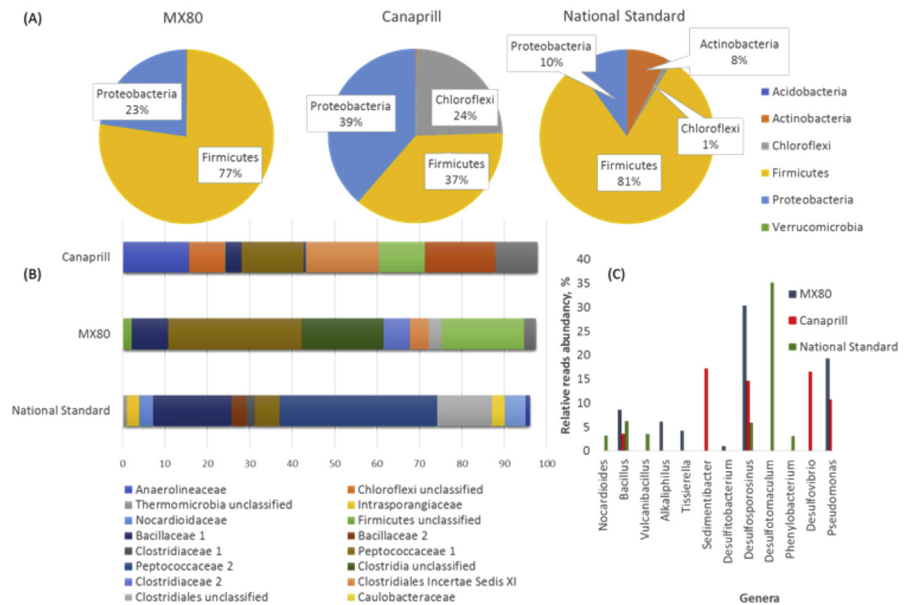 (A)
MX80
Canaprill
National Standard
Proteobacteria
23%
Firmicutes
77%
Proteobacteria
39%
Chloroflexi
24%
Firmicutes
37%
Proteobacteria
10%
Actinobacteria
8%
Chloroflexi
1%
Firmicutes
81%
Acidobacteria
Actinobacteria
Chloroflexi
Firmicutes
Proteobacteria
Verrucomicrobia
(B)
Canaprill
MX80
National Standard
0 10 20 30 40 50 60 70 80 90 100
Anaerolineaceae
Chloroflexi unclassified
Thermomicrobia unclassified
Intrasporangiaceae
Nocardioidaceae
Firmicutes unclassified
Bacillaceae 1
Bacillaceae 2
Clostridiaceae 1
Peptococcaceae 1
Peptococcaceae 2
Clostridia unclassified
Clostridiaceae 2
Clostridiales Incertae Sedis XI
Clostridiales unclassified
Caulobacteraceae
(C)
Relative reads abundancy, %
40
35
30
25
20
15
10
5
0
MX80
Canaprill
National Standard
Nocardioides
Bacillus
Vulcanibacillus
Alkaliphilus
Tissierella
Sedimentibacter
Desulfitobacterium
Desulfosporosinus
Desulfotomaculum
Phenylobacterium
Desulfovibrio
Pseudomonas
Genera